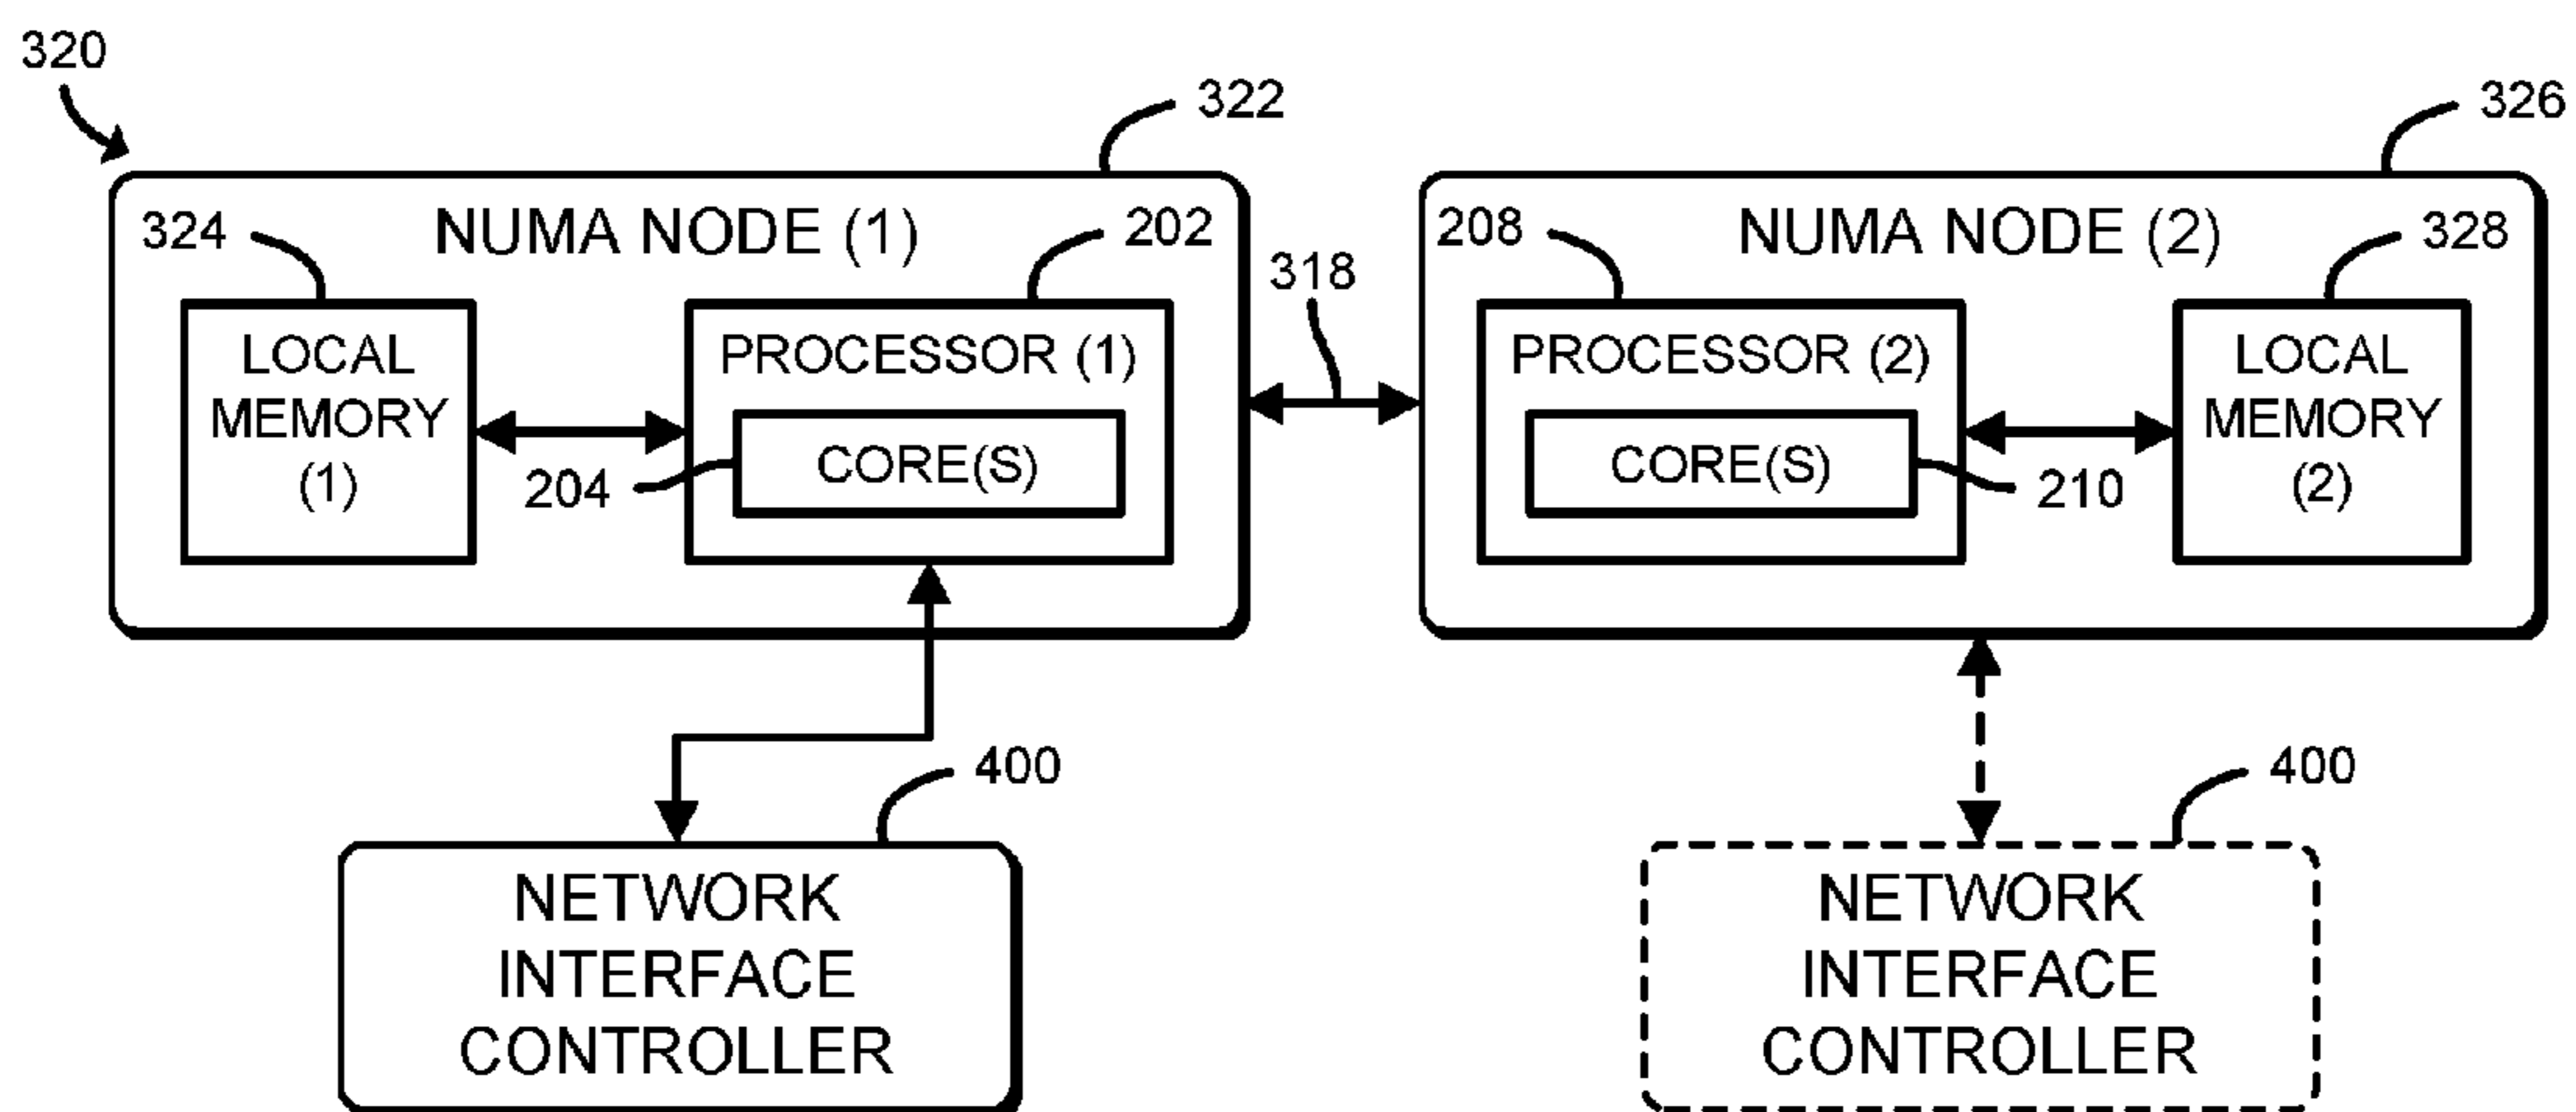 320
322
326
324
NUMA NODE (1)
202
318
208
NUMA NODE (2)
328
LOCAL
MEMORY
(1)
PROCESSOR (1)
204
CORE(S)
PROCESSOR (2)
CORE(S)
210
LOCAL
MEMORY
(2)
400
NETWORK
INTERFACE
CONTROLLER
400
NETWORK
INTERFACE
CONTROLLER